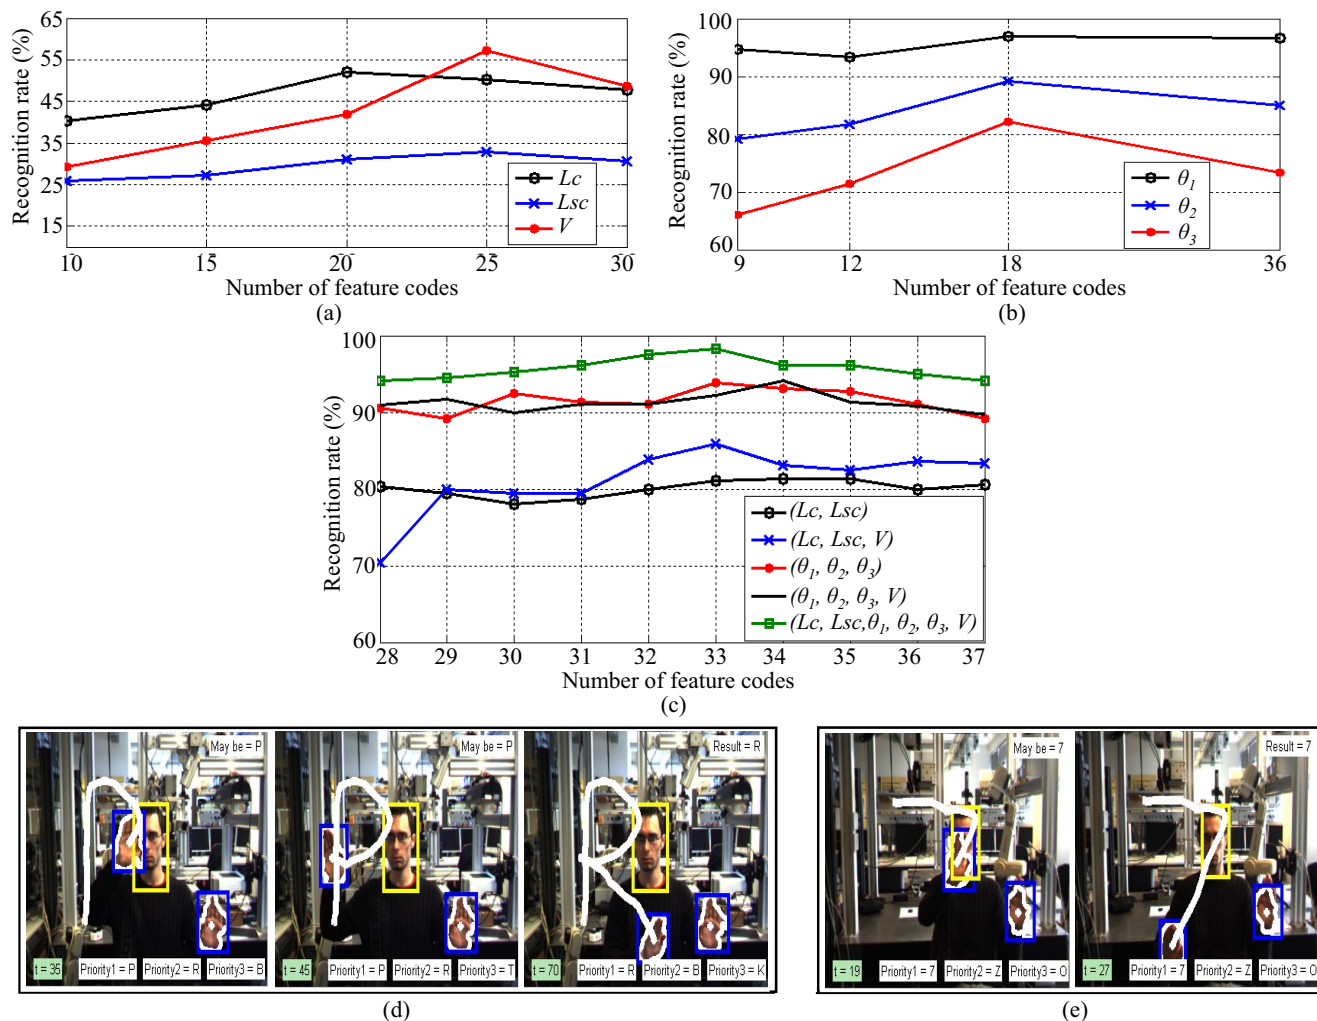 65
55
45
35
25
15
10
15
20
25
30
Recognition rate (%)
Number of feature codes
Lc
Lsc
V
(a)
100
90
80
70
60
9
12
18
36
Recognition rate (%)
Number of feature codes
θ1
θ2
θ3
(b)
100
90
80
70
60
28
29
30
31
32
33
34
35
36
37
Recognition rate (%)
Number of feature codes
(Lc, Lsc)
(Lc, Lsc, V)
(θ1, θ2, θ3)
(θ1, θ2, θ3, V)
(Lc, Lsc,θ1, θ2, θ3, V)
(c)
May be = P
t = 35
Priority1 = P
Priority2 = R
Priority3 = B
May be = P
t = 45
Priority1 = P
Priority2 = R
Priority3 = T
Result = R
t = 70
Priority1 = R
Priority2 = B
Priority3 = K
(d)
May be = 7
t = 19
Priority1 = 7
Priority2 = Z
Priority3 = O
Result = 7
t = 27
Priority1 = 7
Priority2 = Z
Priority3 = O
(e)